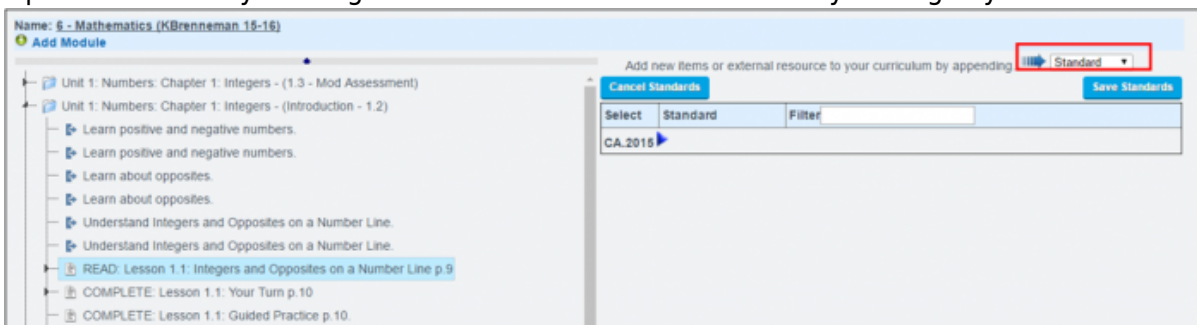 Name: 6 - Mathematics (KBrenneman 15-16)
Add Module
Unit 1: Numbers: Chapter 1: Integers - (1.3 - Mod Assessment)
Unit 1: Numbers: Chapter 1: Integers - (Introduction - 1.2)
Learn positive and negative numbers.
Learn positive and negative numbers.
Learn about opposites.
Learn about opposites.
Understand Integers and Opposites on a Number Line.
Understand Integers and Opposites on a Number Line.
READ: Lesson 1.1: Integers and Opposites on a Number Line p.9
COMPLETE: Lesson 1.1: Your Turn p.10
COMPLETE: Lesson 1.1: Guided Practice p.10.
Add new items or external resource to your curriculum by appending Standard
Cancel Standards Save Standards
Select Standard Filter
CA.2015